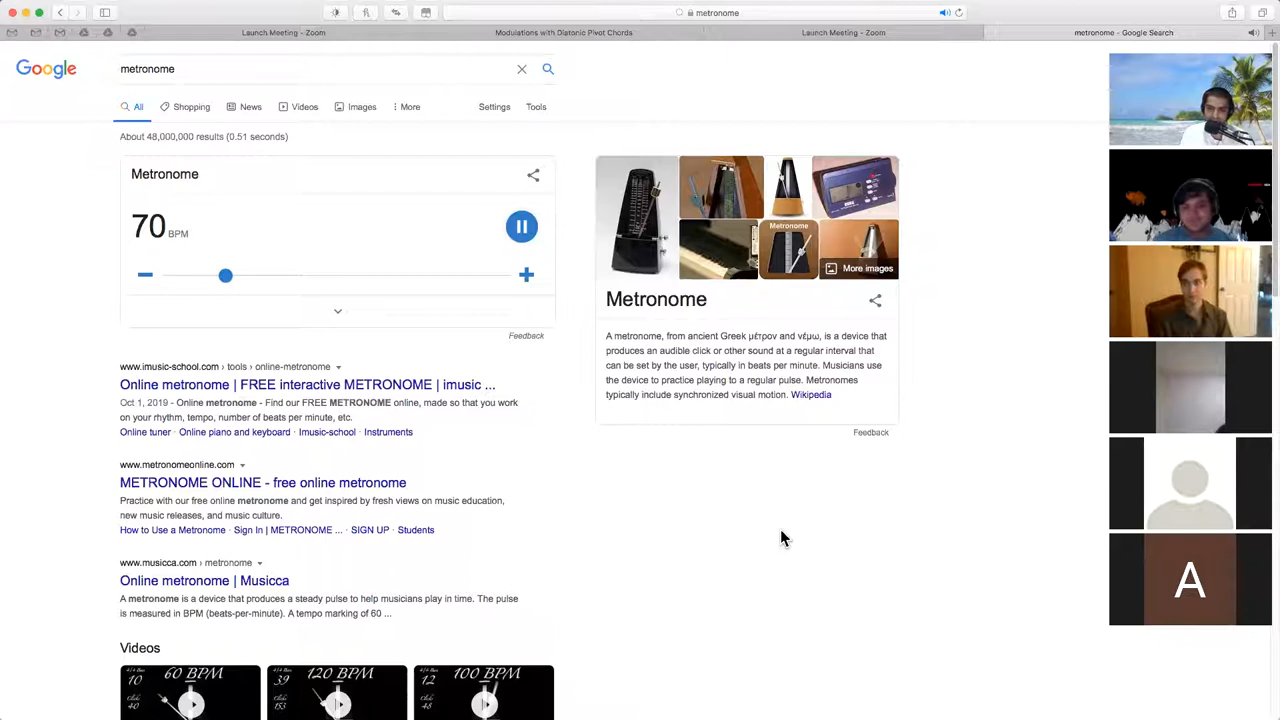 metronome
Launch Meeting - Zoom
Modulations with Diatonic Pivot Chords
Launch Meeting - Zoom
metronome - Google Search
Google
metronome
All
Shopping
News
Videos
Images
More
Settings
Tools
About 48,000,000 results (0.51 seconds)
Metronome
70 BPM
Feedback
www.imusic-school.com › tools › online-metronome
Online metronome | FREE interactive METRONOME | imusic ...
Oct 1, 2019 - Online metronome - Find our FREE METRONOME online, made so that you work
on your rhythm, tempo, number of beats per minute, etc.
Online tuner · Online piano and keyboard · Imusic-school · Instruments
www.metronomeonline.com
METRONOME ONLINE - free online metronome
Practice with our free online metronome and get inspired by fresh views on music education,
new music releases, and music culture.
How to Use a Metronome · Sign In | METRONOME ... · SIGN UP · Students
www.musicca.com › metronome
Online metronome | Musicca
A metronome is a device that produces a steady pulse to help musicians play in time. The pulse
is measured in BPM (beats-per-minute). A tempo marking of 60 ...
Videos
10
60 BPM
40
39
120 BPM
153
12
100 BPM
48
Metronome
More images
Metronome
A metronome, from ancient Greek μέτρον and νέμω, is a device that
produces an audible click or other sound at a regular interval that
can be set by the user, typically in beats per minute. Musicians use
the device to practice playing to a regular pulse. Metronomes
typically include synchronized visual motion. Wikipedia
Feedback
A